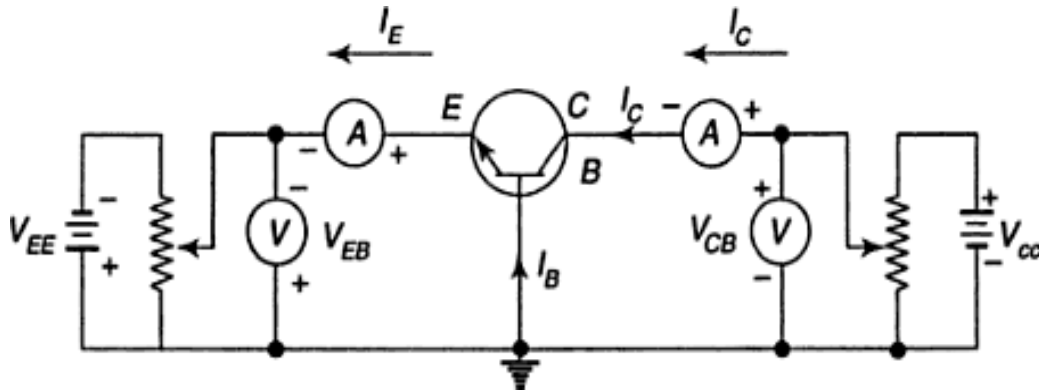 I_E
I_C
E C I_C - A +
- A +
B
- + - + +
V_EE V V_EB V_CB V V_cc
+ + I_B - -